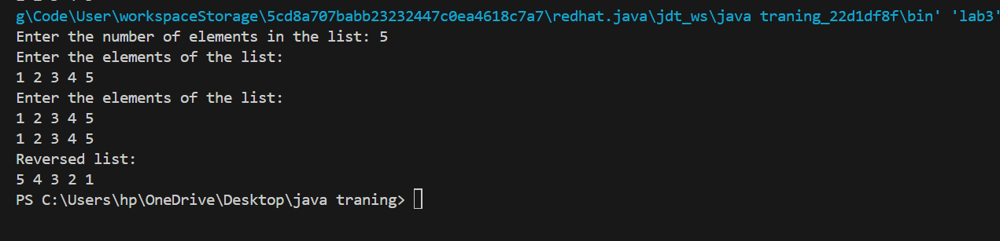 g\Code\User\workspaceStorage\5cd8a707babb23232447c0ea4618c7a7\redhat.java\jdt_ws\java traning_22d1df8f\bin' 'lab3'
Enter the number of elements in the list: 5
Enter the elements of the list:
1 2 3 4 5
Enter the elements of the list:
1 2 3 4 5
1 2 3 4 5
Reversed list:
5 4 3 2 1
PS C:\Users\hp\OneDrive\Desktop\java traning>